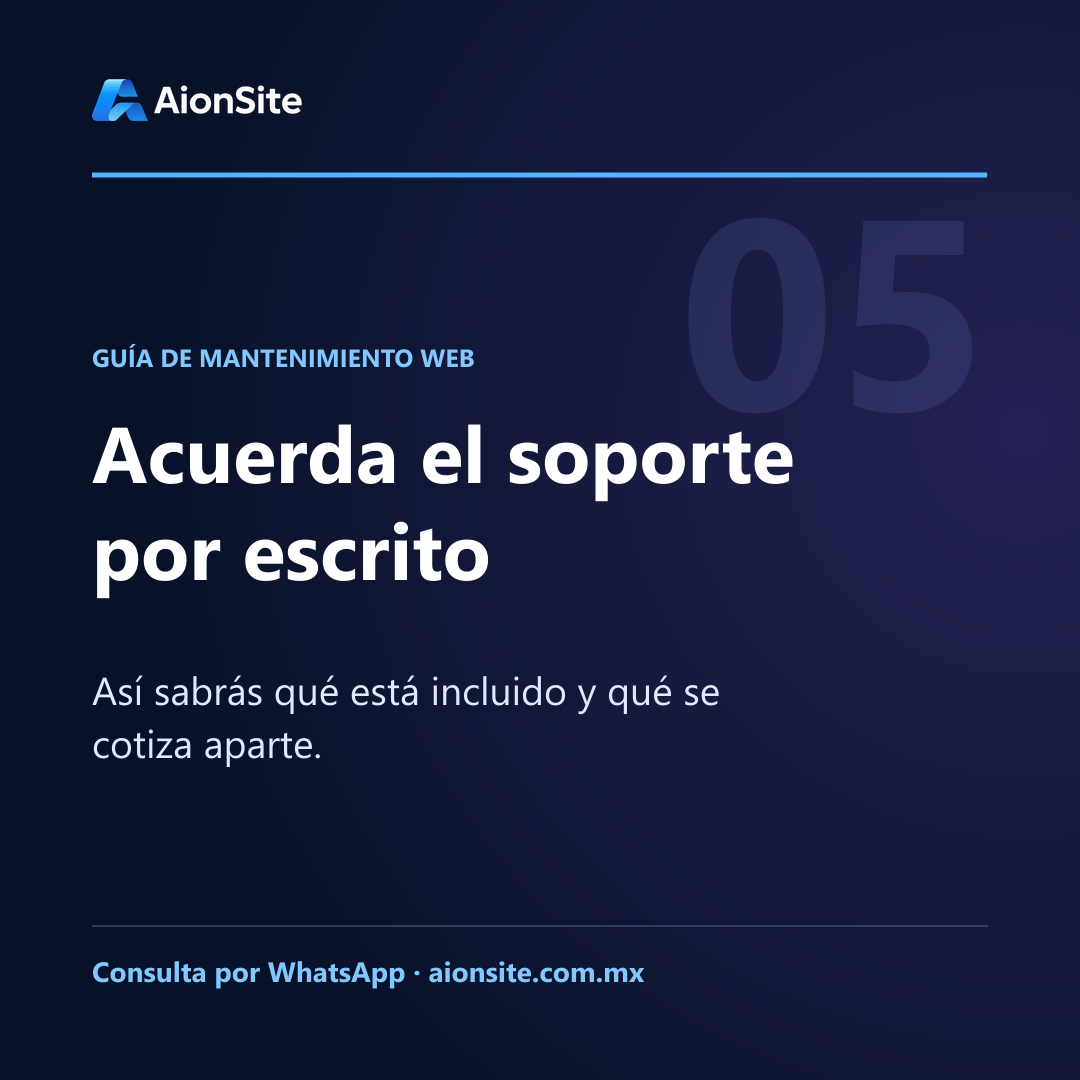 AionSite
05
GUÍA DE MANTENIMIENTO WEB
Acuerda el soporte
por escrito
Así sabrás qué está incluido y qué se
cotiza aparte.
Consulta por WhatsApp · aionsite.com.mx